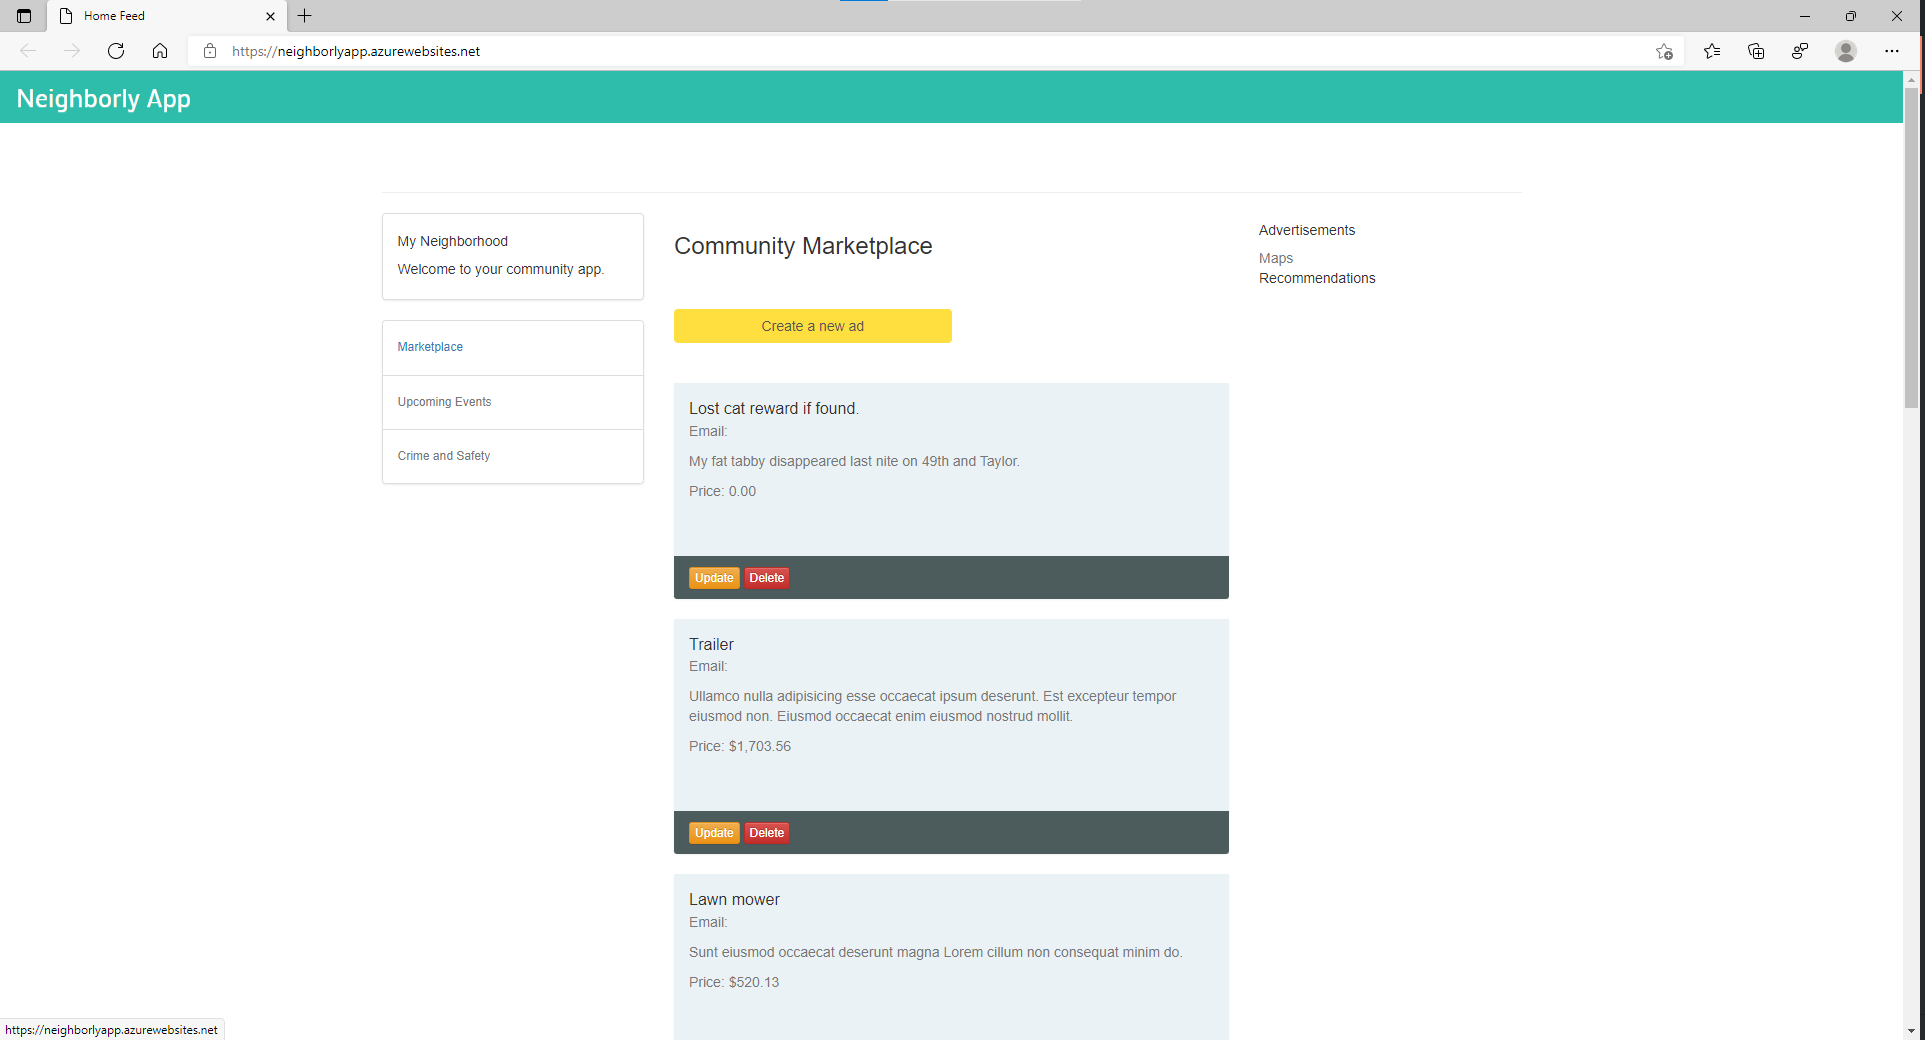 Home Feed
https://neighborlyapp.azurewebsites.net
Neighborly App
My Neighborhood
Welcome to your community app.
Marketplace
Upcoming Events
Crime and Safety
Community Marketplace
Create a new ad
Lost cat reward if found.
Email:
My fat tabby disappeared last nite on 49th and Taylor.
Price: 0.00
Update Delete
Trailer
Email:
Ullamco nulla adipisicing esse occaecat ipsum deserunt. Est excepteur tempor
eiusmod non. Eiusmod occaecat enim eiusmod nostrud mollit.
Price: $1,703.56
Update Delete
Lawn mower
Email:
Sunt eiusmod occaecat deserunt magna Lorem cillum non consequat minim do.
Price: $520.13
Advertisements
Maps
Recommendations
https://neighborlyapp.azurewebsites.net